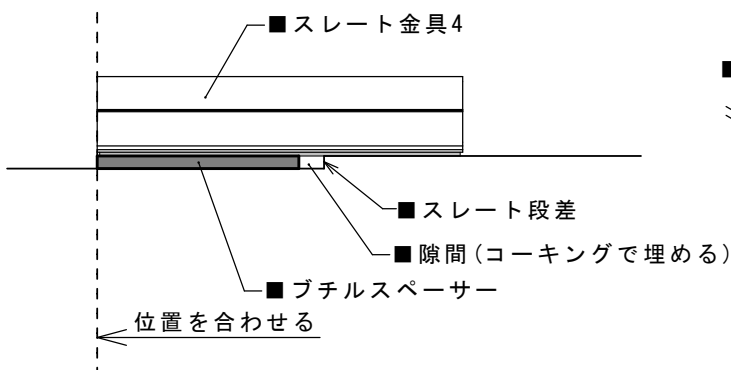 ■スレート金具4
■スレート段差
■隙間(コーキングで埋める)
■ブチルスペーサー
位置を合わせる
■